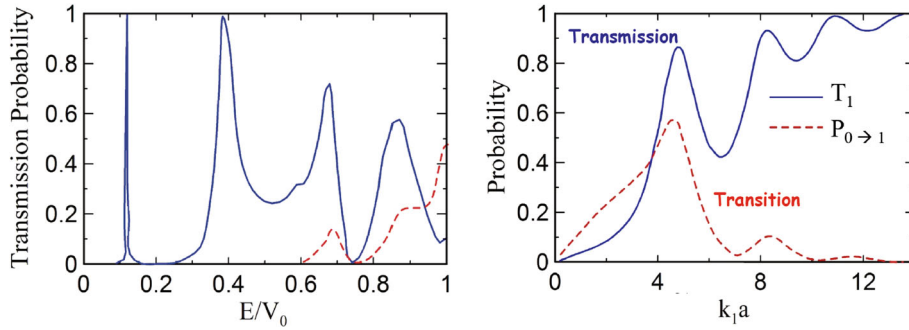 Transmission Probability
1
0.8
0.6
0.4
0.2
0
0 0.2 0.4 0.6 0.8 1
E/V0
Probability
1
0.8
0.6
0.4
0.2
0
0 4 8 12
k1a
Transmission
T1
P0→1
Transition